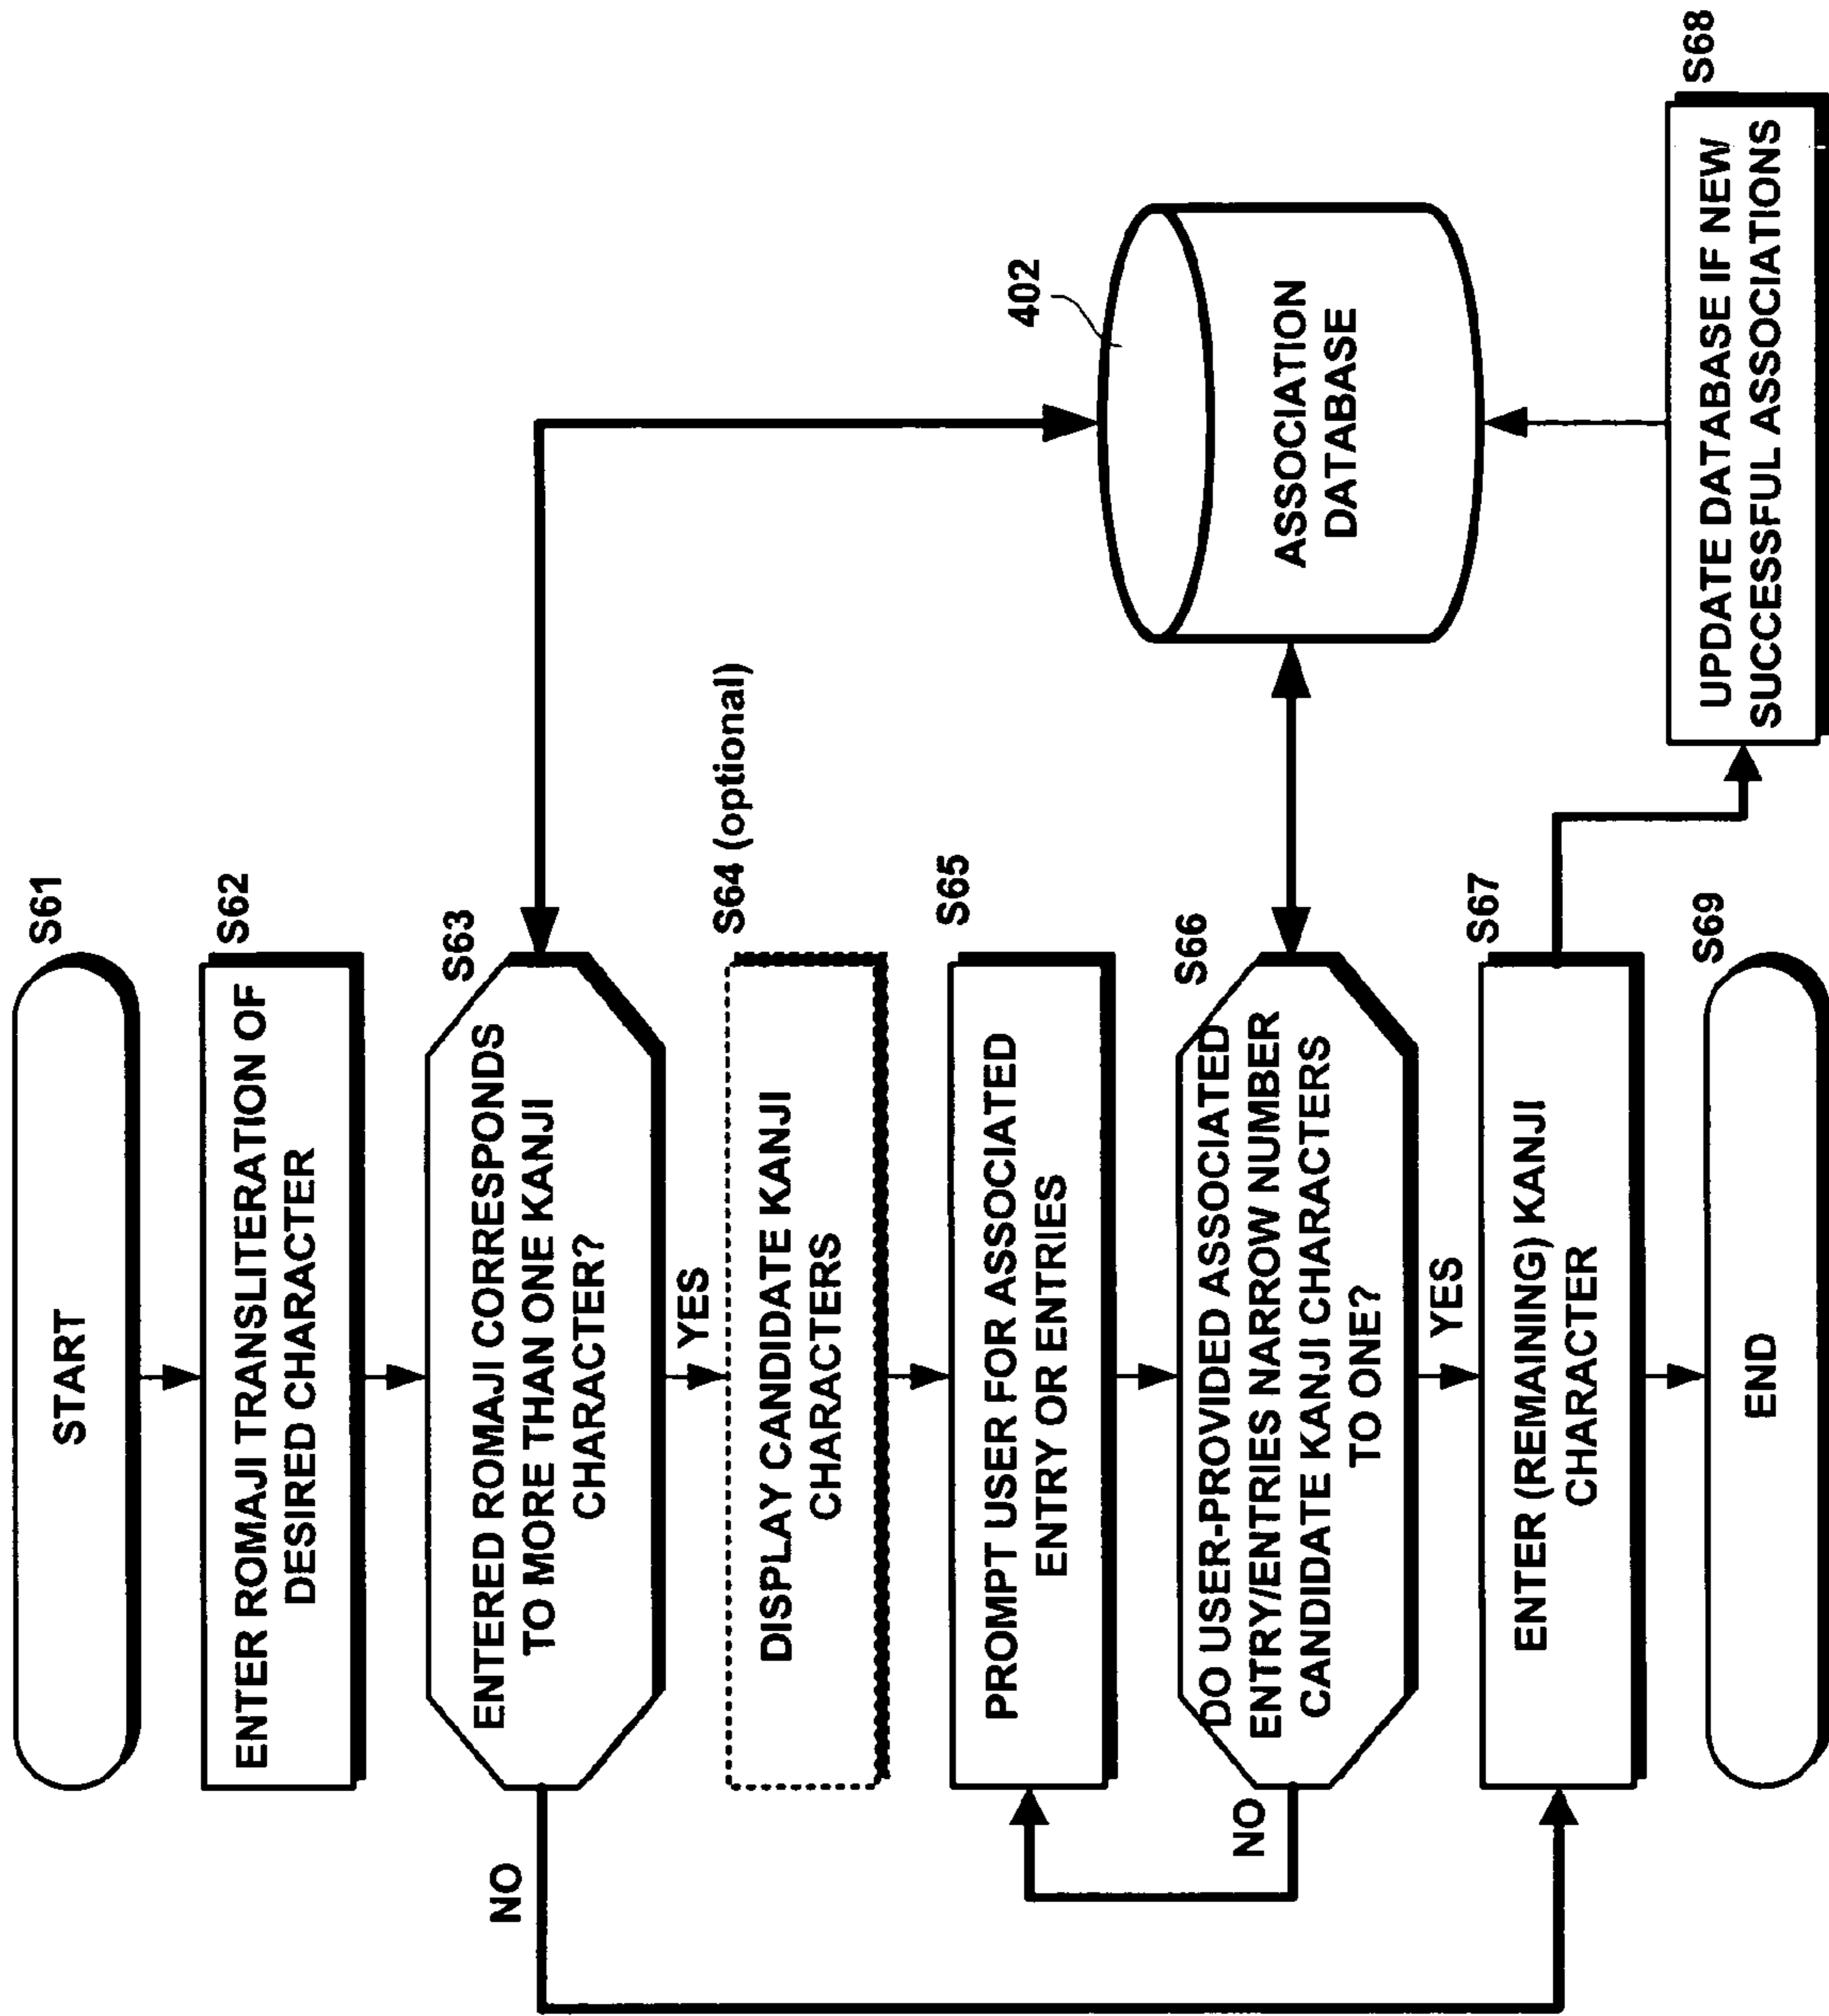 S61
START
S62
ENTER ROMAJI TRANSLITERATION OF
DESIRED CHARACTER
S63
ENTERED ROMAJI CORRESPONDS
TO MORE THAN ONE KANJI
CHARACTER?
NO
YES
S64 (optional)
DISPLAY CANDIDATE KANJI
CHARACTERS
S65
PROMPT USER FOR ASSOCIATED
ENTRY OR ENTRIES
S66
DO USER-PROVIDED ASSOCIATED
ENTRY/ENTRIES NARROW NUMBER
CANDIDATE KANJI CHARACTERS
TO ONE?
NO
YES
402
ASSOCIATION
DATABASE
S67
ENTER (REMAINING) KANJI
CHARACTER
S68
UPDATE DATABASE IF NEW
SUCCESSFUL ASSOCIATIONS
S69
END